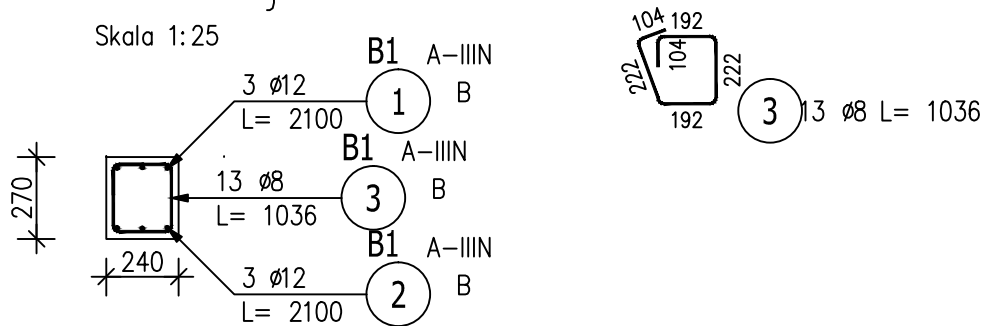 Skala 1:25
3 ø12
L= 2100
B1
1
A-IIIN
B
13 ø8
L= 1036
B1
3
A-IIIN
B
3 ø12
L= 2100
B1
2
A-IIIN
B
270
240
104
192
104
222
222
192
3
13 ø8 L= 1036